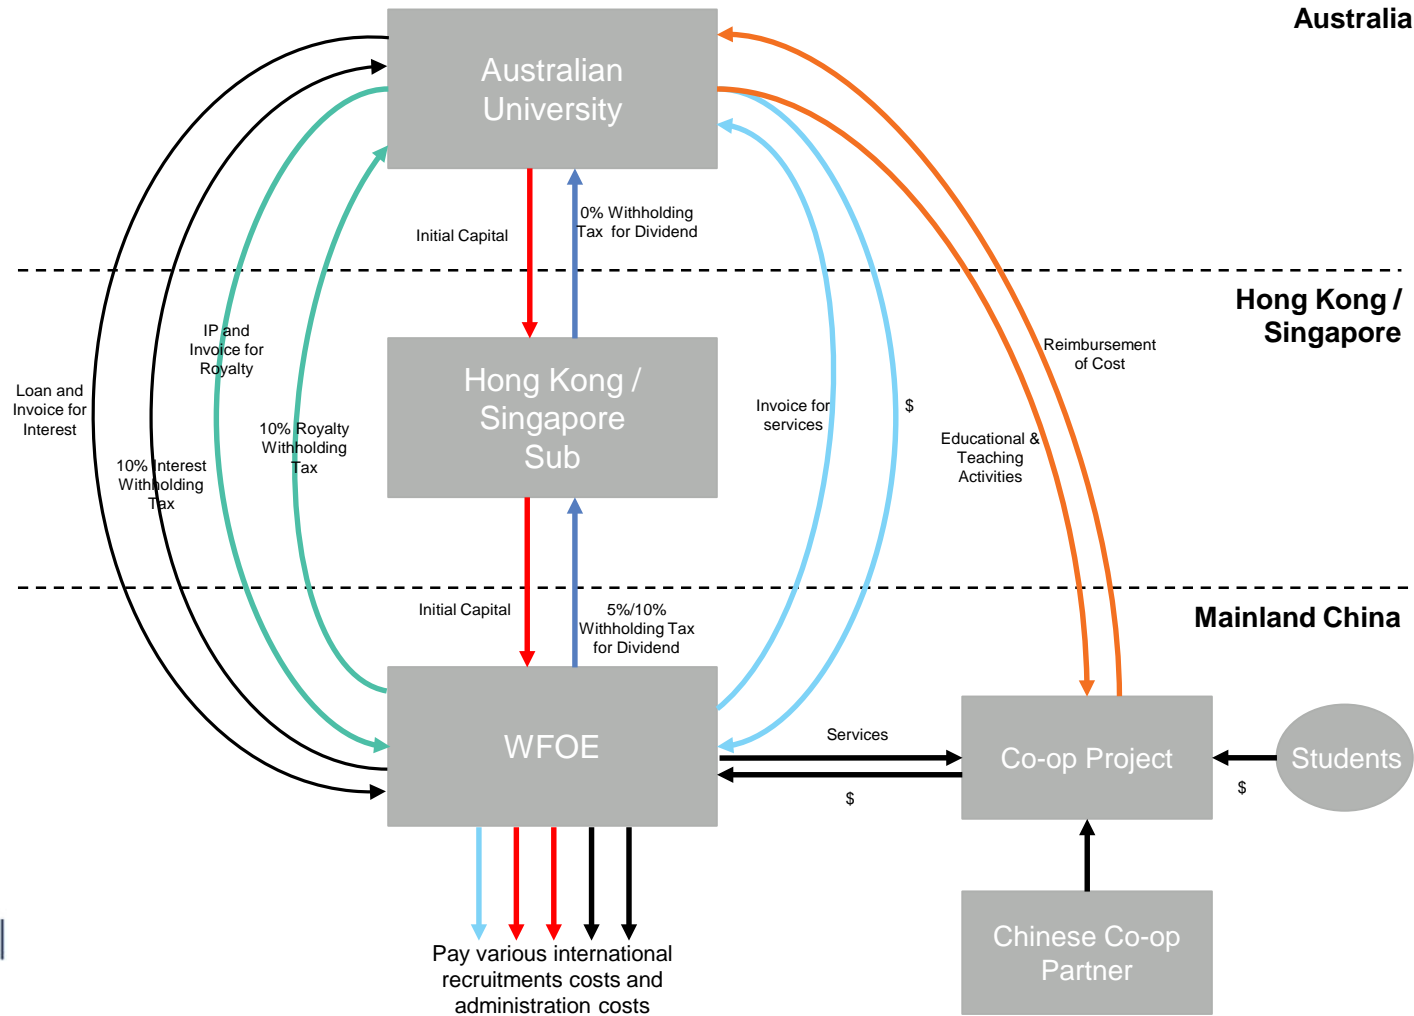 Australia
Australian
University
0% Withholding
Tax for Dividend
Initial Capital
Hong Kong /
Singapore
IP and
Invoice for
Royalty
Reimbursement
of Cost
Hong Kong /
Singapore
Sub
Loan and
Invoice for
Interest
Invoice for
services
$
10% Royalty
Withholding
Tax
Educational &
Teaching
Activities
10% Interest
Withholding
Tax
Initial Capital
5%/10%
Withholding Tax
for Dividend
Mainland China
WFOE
Services
$
Co-op Project
$
Students
Chinese Co-op
Partner
Pay various international
recruitments costs and
administration costs